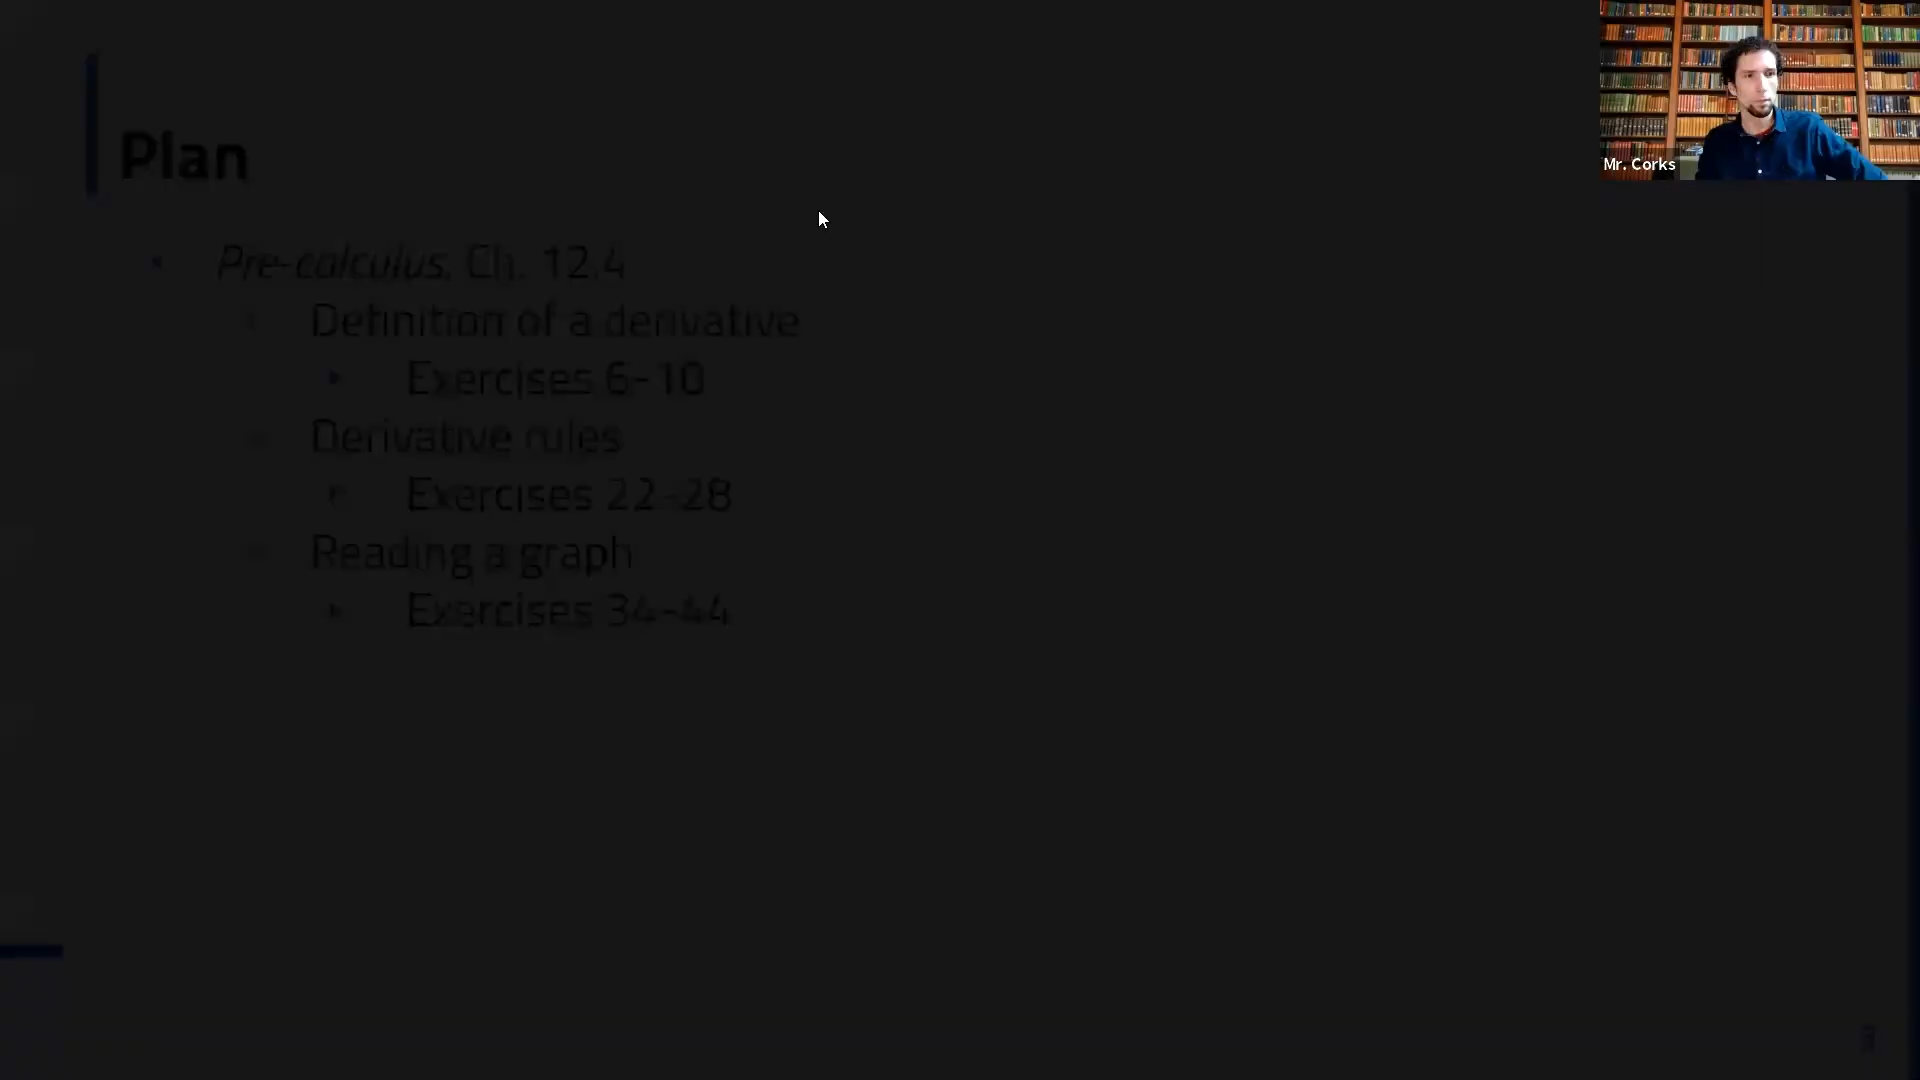 Plan
Mr. Corks
Pre-calculus, Ch. 12.4
Definition of a derivative
Exercises 6-10
Derivative rules
Exercises 22-28
Reading a graph
Exercises 34-44